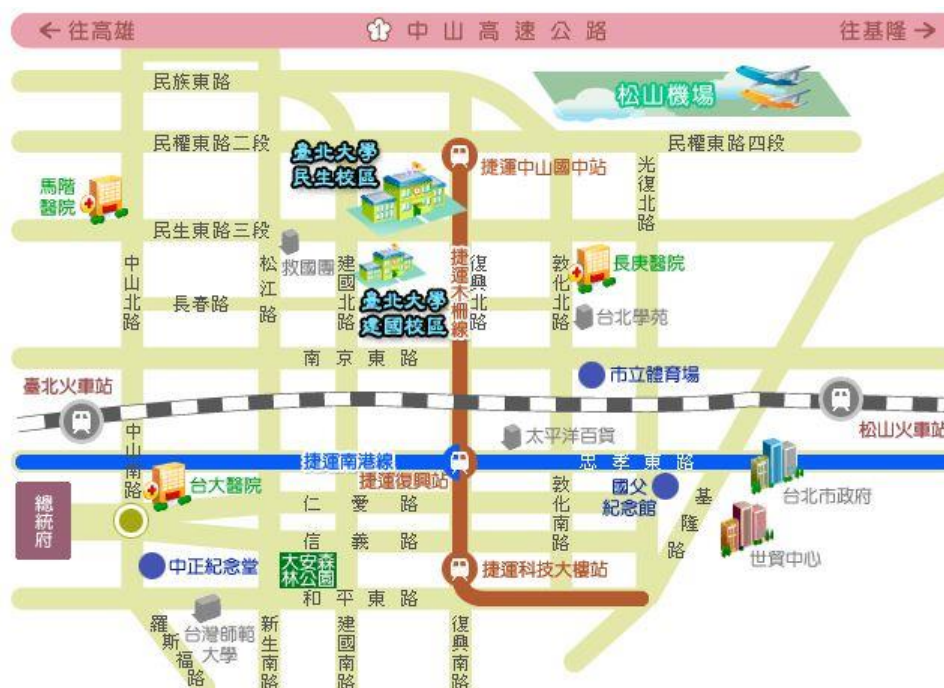 ←往高雄
1 中山高速公路
往基隆→
民族東路
松山機場
民權東路二段
民權東路四段
臺北大學
民生校區
捷運中山國中站
光復北路
馬階
醫院
民生東路三段
救國團
中山北路
松江路
建國北路
捷運木柵線
復興北路
敦化北路
長庚醫院
長春路
臺北大學
建國校區
台北學苑
南京東路
市立體育場
臺北火車站
松山火車站
中山南路
太平洋百貨
捷運南港線
忠孝東路
捷運復興站
台大醫院
國父
紀念館
台北市政府
總統府
仁愛路
敦化南路
基隆路
信義路
世貿中心
中正紀念堂
大安森
林公園
捷運科技大樓站
和平東路
台灣師範
大學
羅斯福路
新生南路
建國南路
復興南路